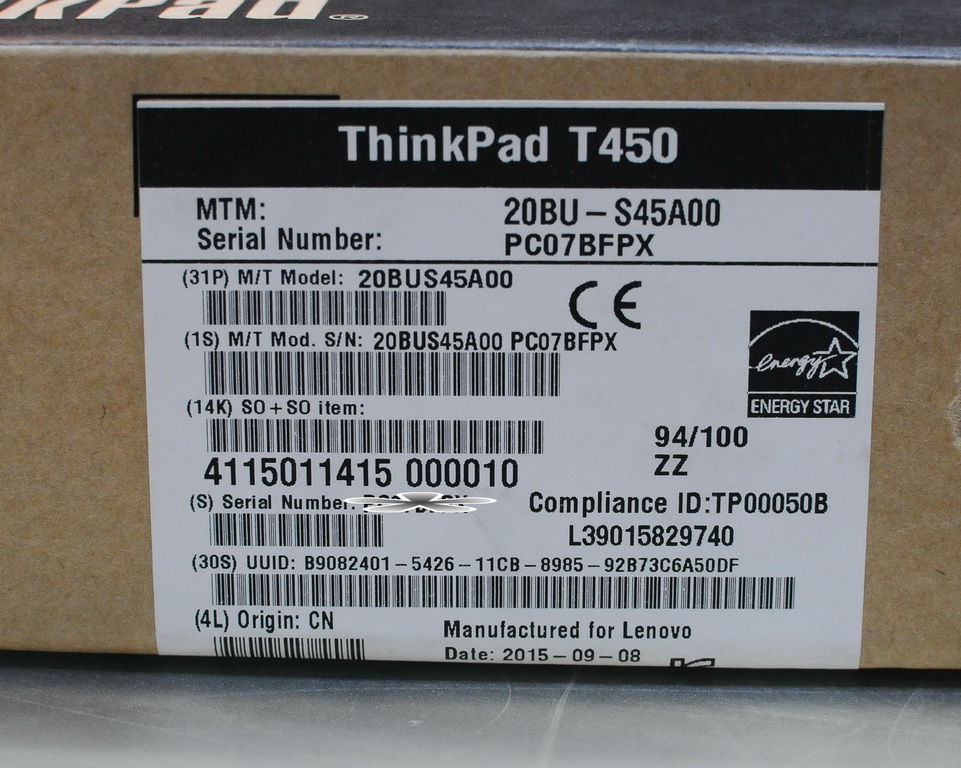 kPad®
ThinkPad T450
MTM: 20BU-S45A00
Serial Number: PC07BFPX
(31P) M/T Model: 20BUS45A00
CE
(1S) M/T Mod. S/N: 20BUS45A00 PC07BFPX
energy
ENERGY STAR
(14K) SO+SO item:
94/100
4115011415 000010
ZZ
(S) Serial Number:
Compliance ID:TP00050B
L39015829740
(30S) UUID: B9082401-5426-11CB-8985-92B73C6A50DF
(4L) Origin: CN
Manufactured for Lenovo
Date: 2015-09-08